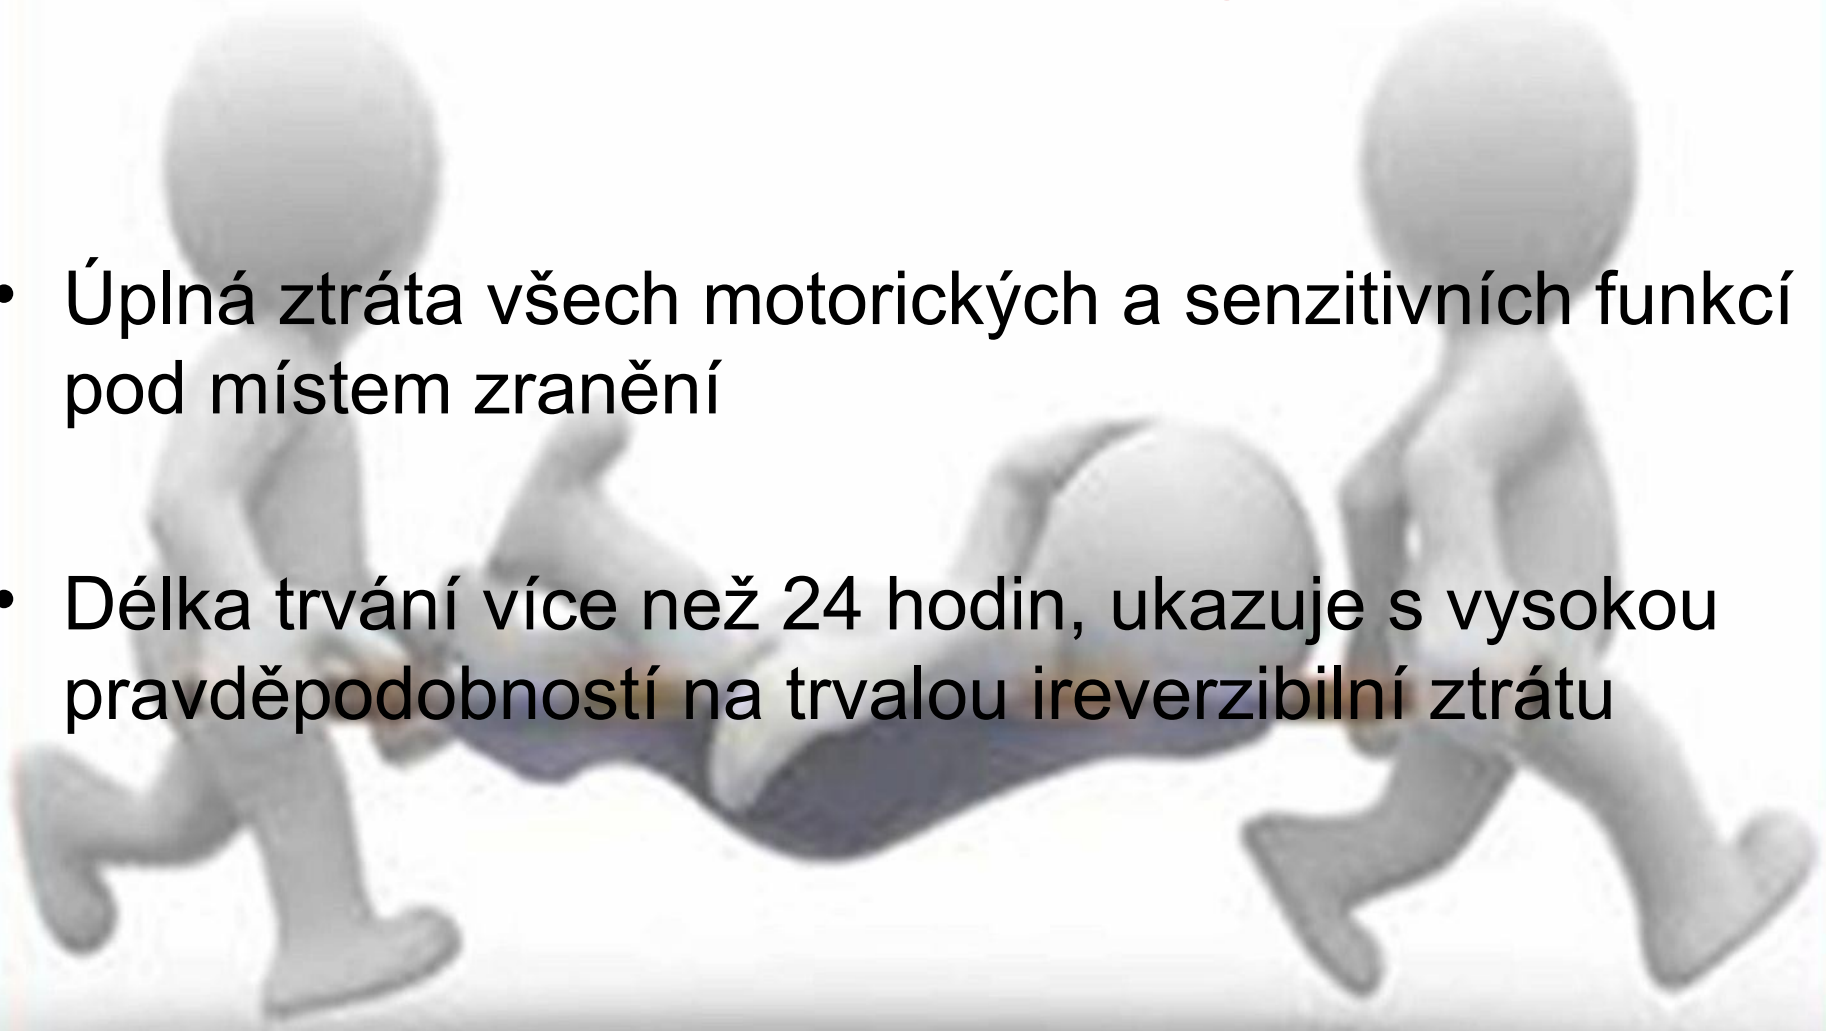 • Úplná ztráta všech motorických a senzitivních funkcí
pod místem zranění
• Délka trvání více než 24 hodin, ukazuje s vysokou
pravděpodobností na trvalou ireverzibilní ztrátu